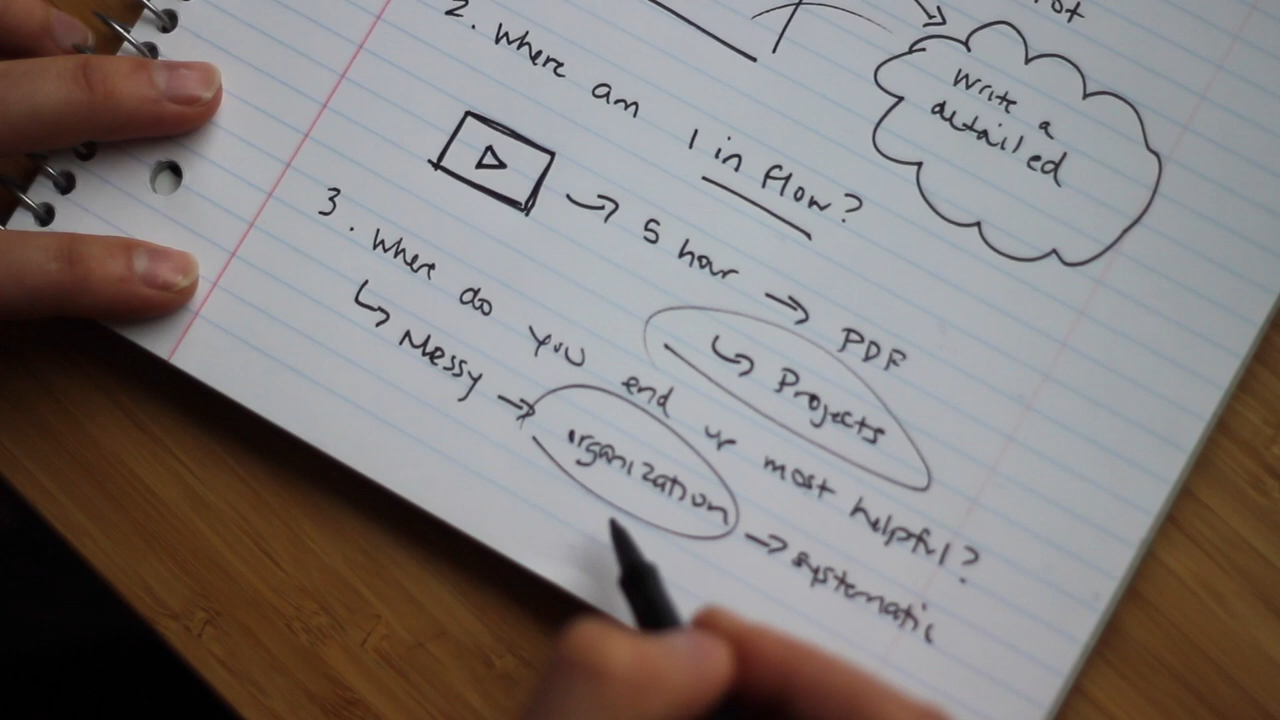 ot
write a
detailed
2. Where am I in flow?
5 hour → PDF
↳ Projects
3. Where do you end up most helpful?
↳ Messy → organization → systematic